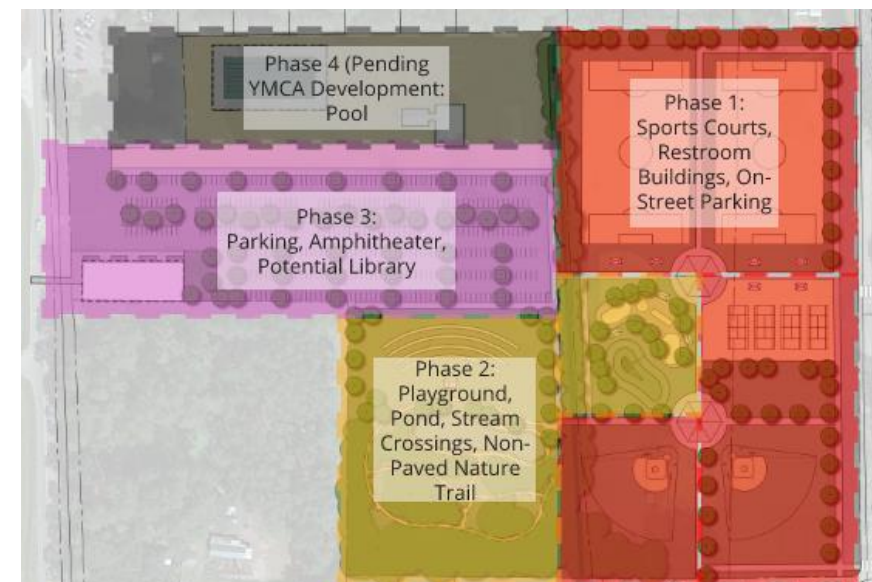 Phase 4 (Pending
YMCA Development:
Pool
Phase 1:
Sports Courts,
Restroom
Buildings, On-
Street Parking
Phase 3:
Parking, Amphitheater,
Potential Library
Phase 2:
Playground,
Pond, Stream
Crossings, Non-
Paved Nature
Trail